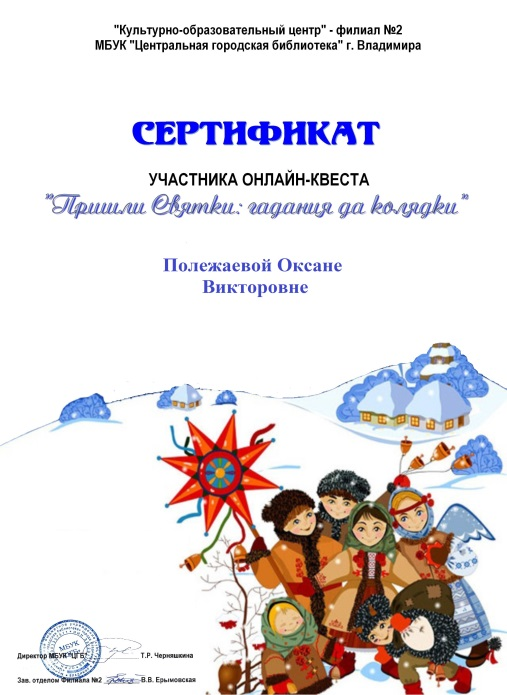 "Культурно-образовательный центр" - филиал №2
МБУК "Центральная городская библиотека" г. Владимира
СЕРТИФИКАТ
УЧАСТНИКА ОНЛАЙН-КВЕСТА
"Пришли Святки: гадания да колядки"
Полежаевой Оксане
Викторовне
МБУК
Директор МБУК "ЦГБ" Т.Р. Черняшкина
Зав. отделом Филиала №2 В.В. Ерымовская